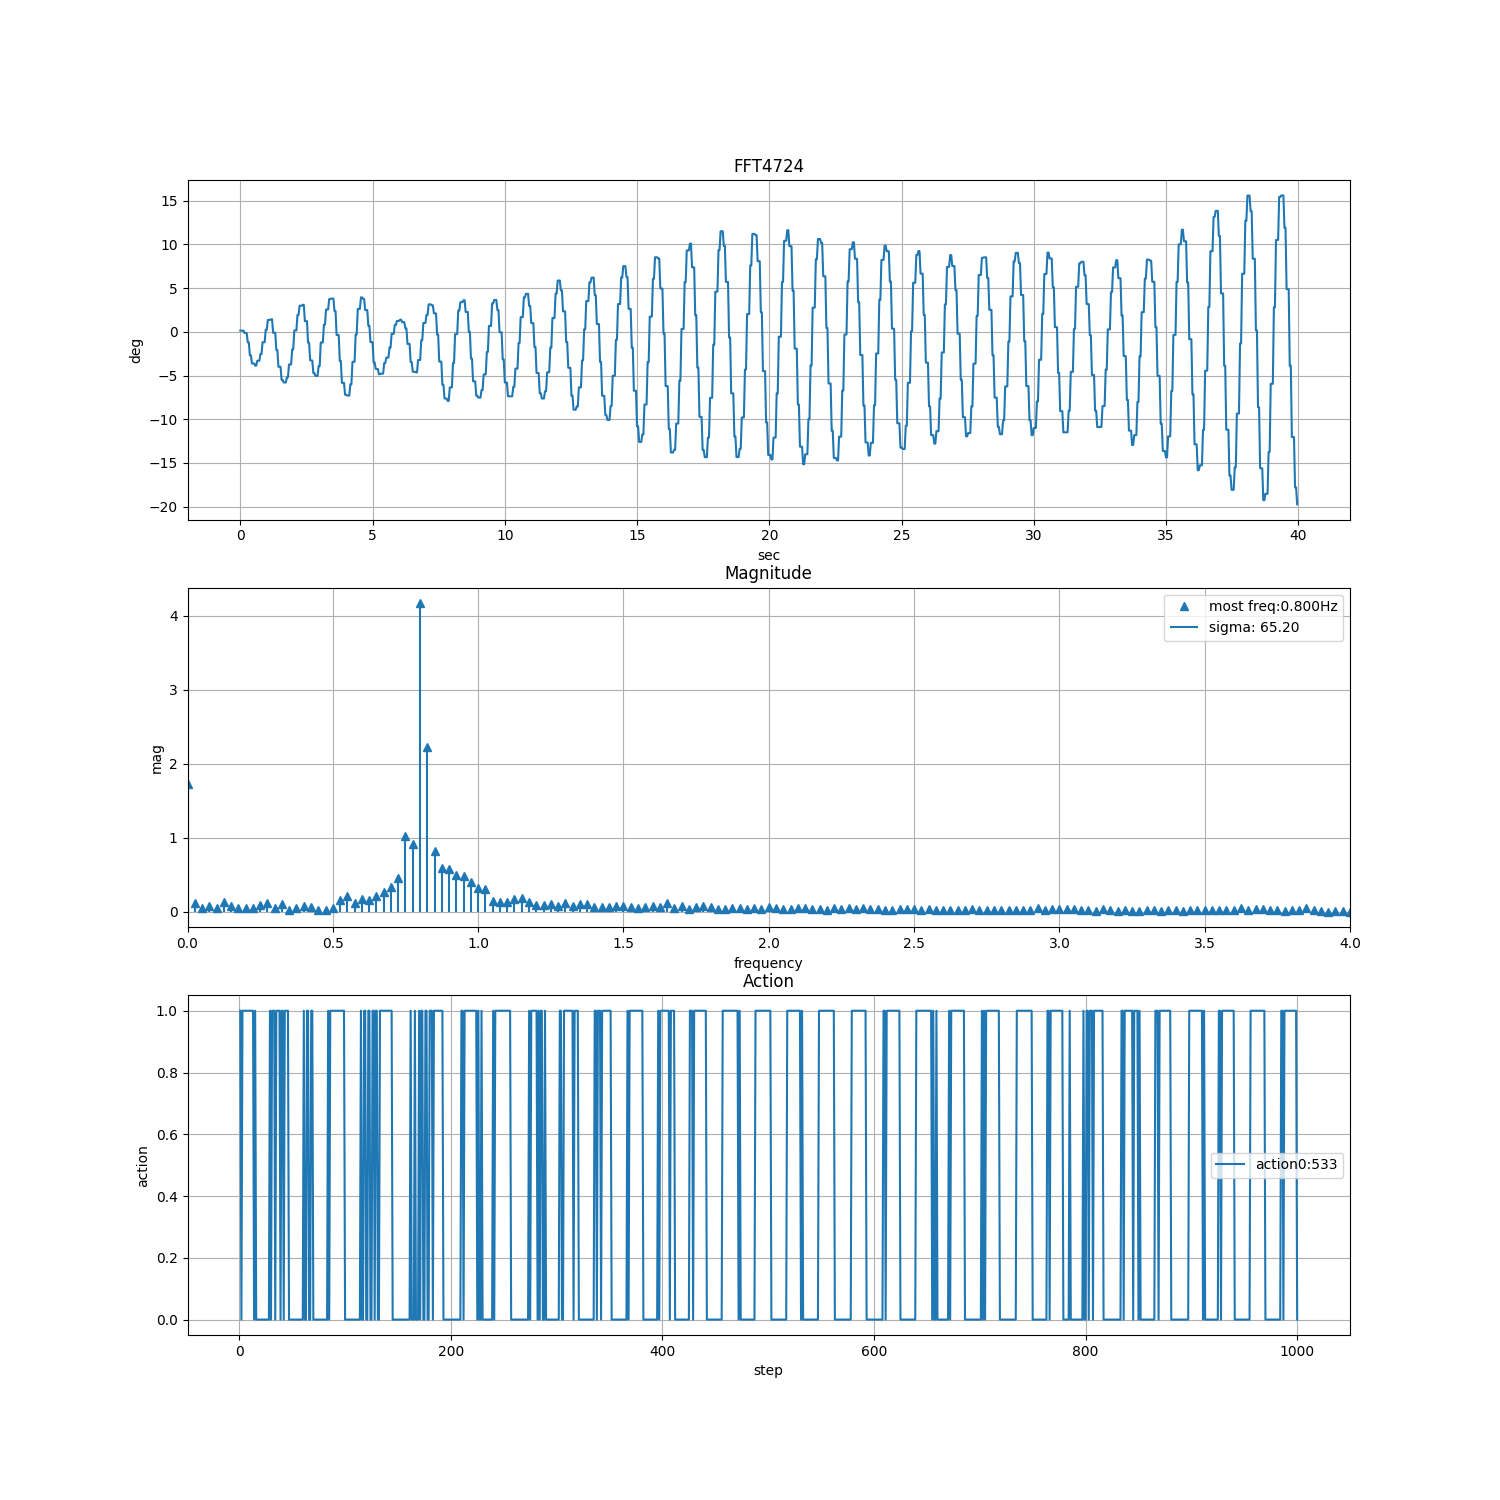 FFT4724
15
10
5
0
−5
−10
−15
−20
deg
0 5 10 15 20 25 30 35 40
sec
Magnitude
most freq:0.800Hz
sigma: 65.20
4
3
2
1
0
mag
0.0 0.5 1.0 1.5 2.0 2.5 3.0 3.5 4.0
frequency
Action
1.0
0.8
0.6
0.4
0.2
0.0
action
action0:533
0 200 400 600 800 1000
step